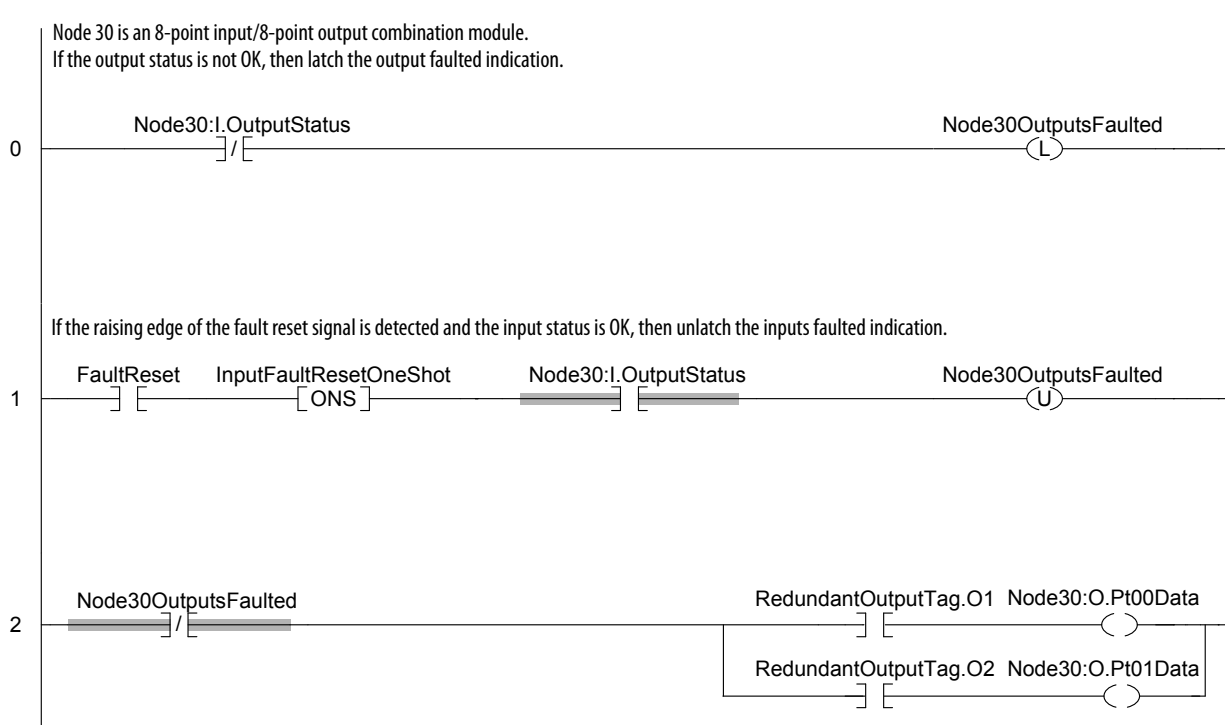 Node 30 is an 8-point input/8-point output combination module.
If the output status is not OK, then latch the output faulted indication.
Node30:I.OutputStatus Node30OutputsFaulted
0 / L
If the raising edge of the fault reset signal is detected and the input status is OK, then unlatch the inputs faulted indication.
FaultReset InputFaultResetOneShot Node30:I.OutputStatus Node30OutputsFaulted
1 ONS U
Node30OutputsFaulted RedundantOutputTag.O1 Node30:O.Pt00Data
2 /
RedundantOutputTag.O2 Node30:O.Pt01Data